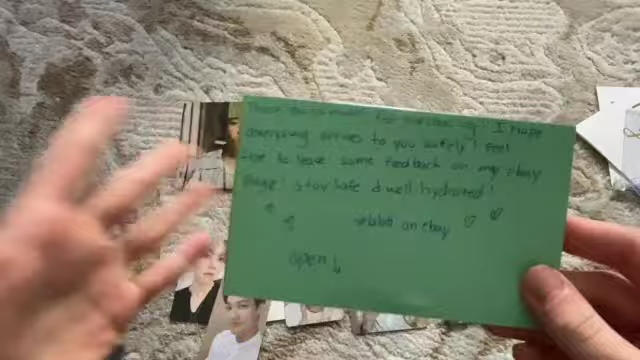 for purchasing! I hope
everything arrives to you safely! Feel
free to leave some feedback on my ebay
page! stay safe & well hydrated!
on ebay
open